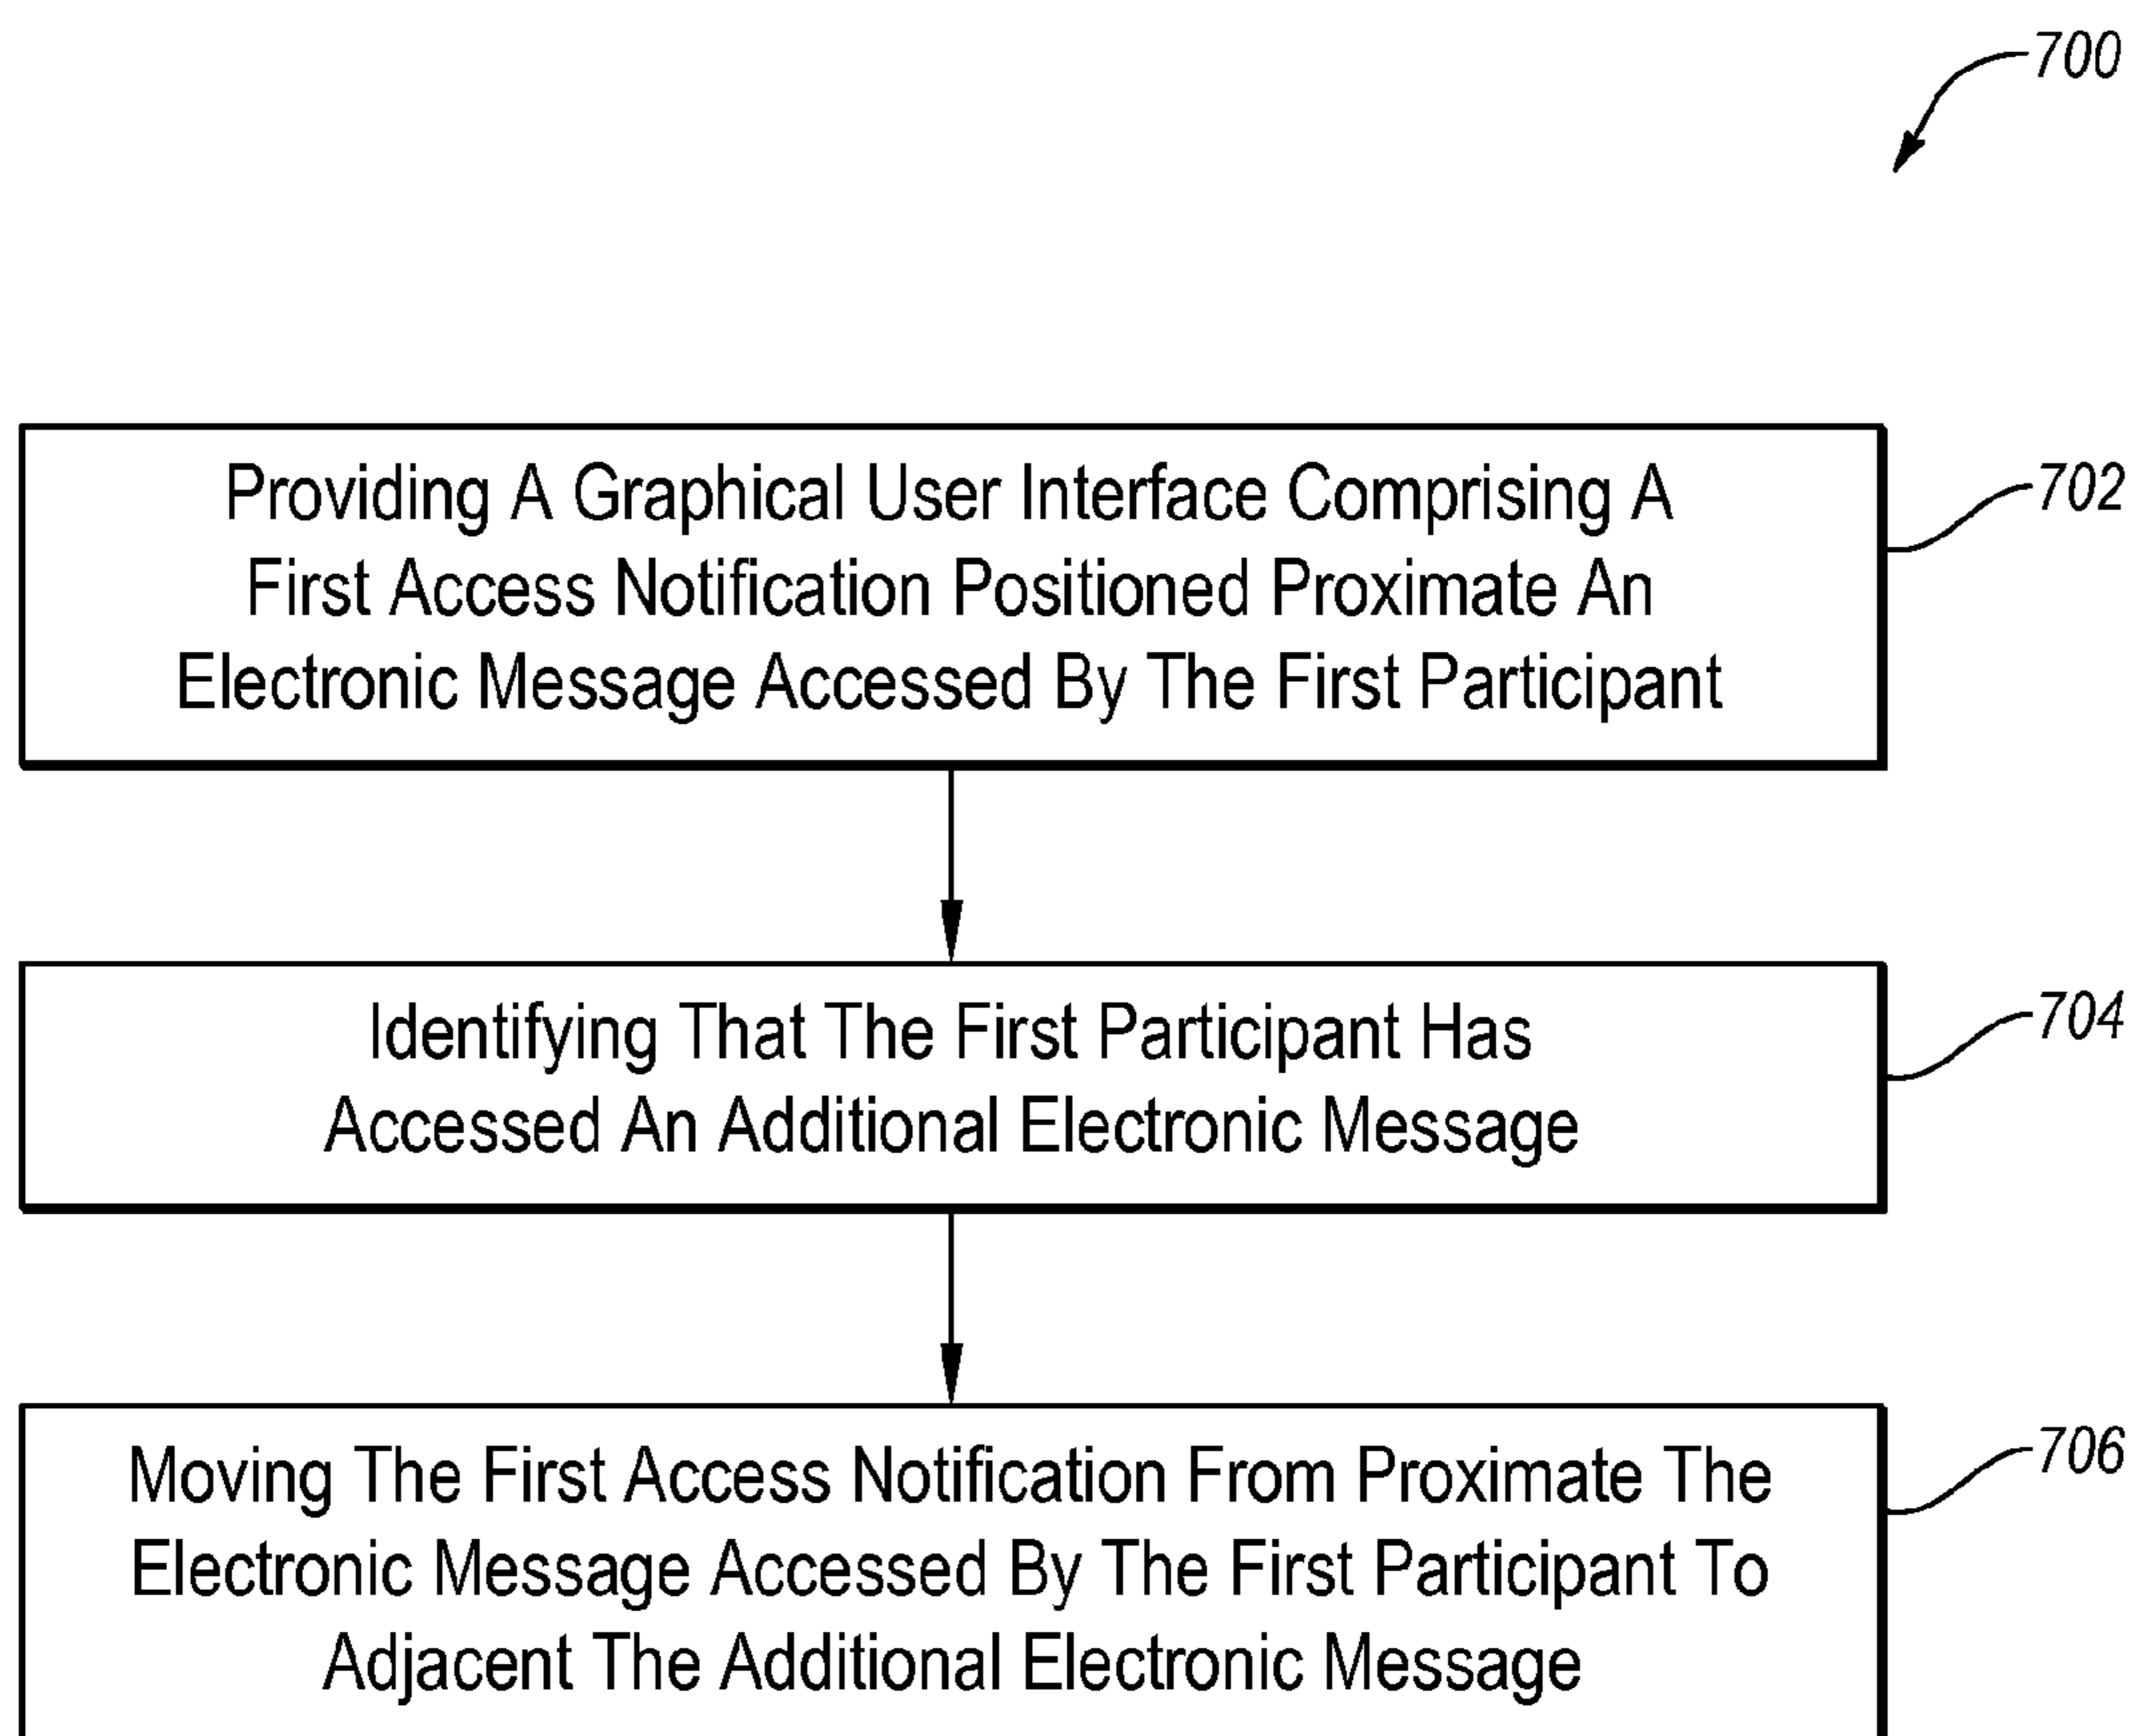 700
Providing A Graphical User Interface Comprising A
First Access Notification Positioned Proximate An
Electronic Message Accessed By The First Participant
702
Identifying That The First Participant Has
Accessed An Additional Electronic Message
704
Moving The First Access Notification From Proximate The
Electronic Message Accessed By The First Participant To
Adjacent The Additional Electronic Message
706